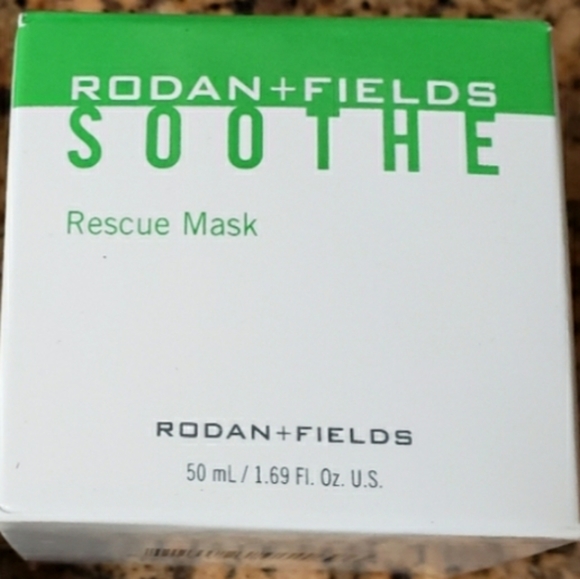 RODAN+FIELDS
SOOTHE
Rescue Mask
RODAN+FIELDS
50 mL / 1.69 Fl. Oz. U.S.